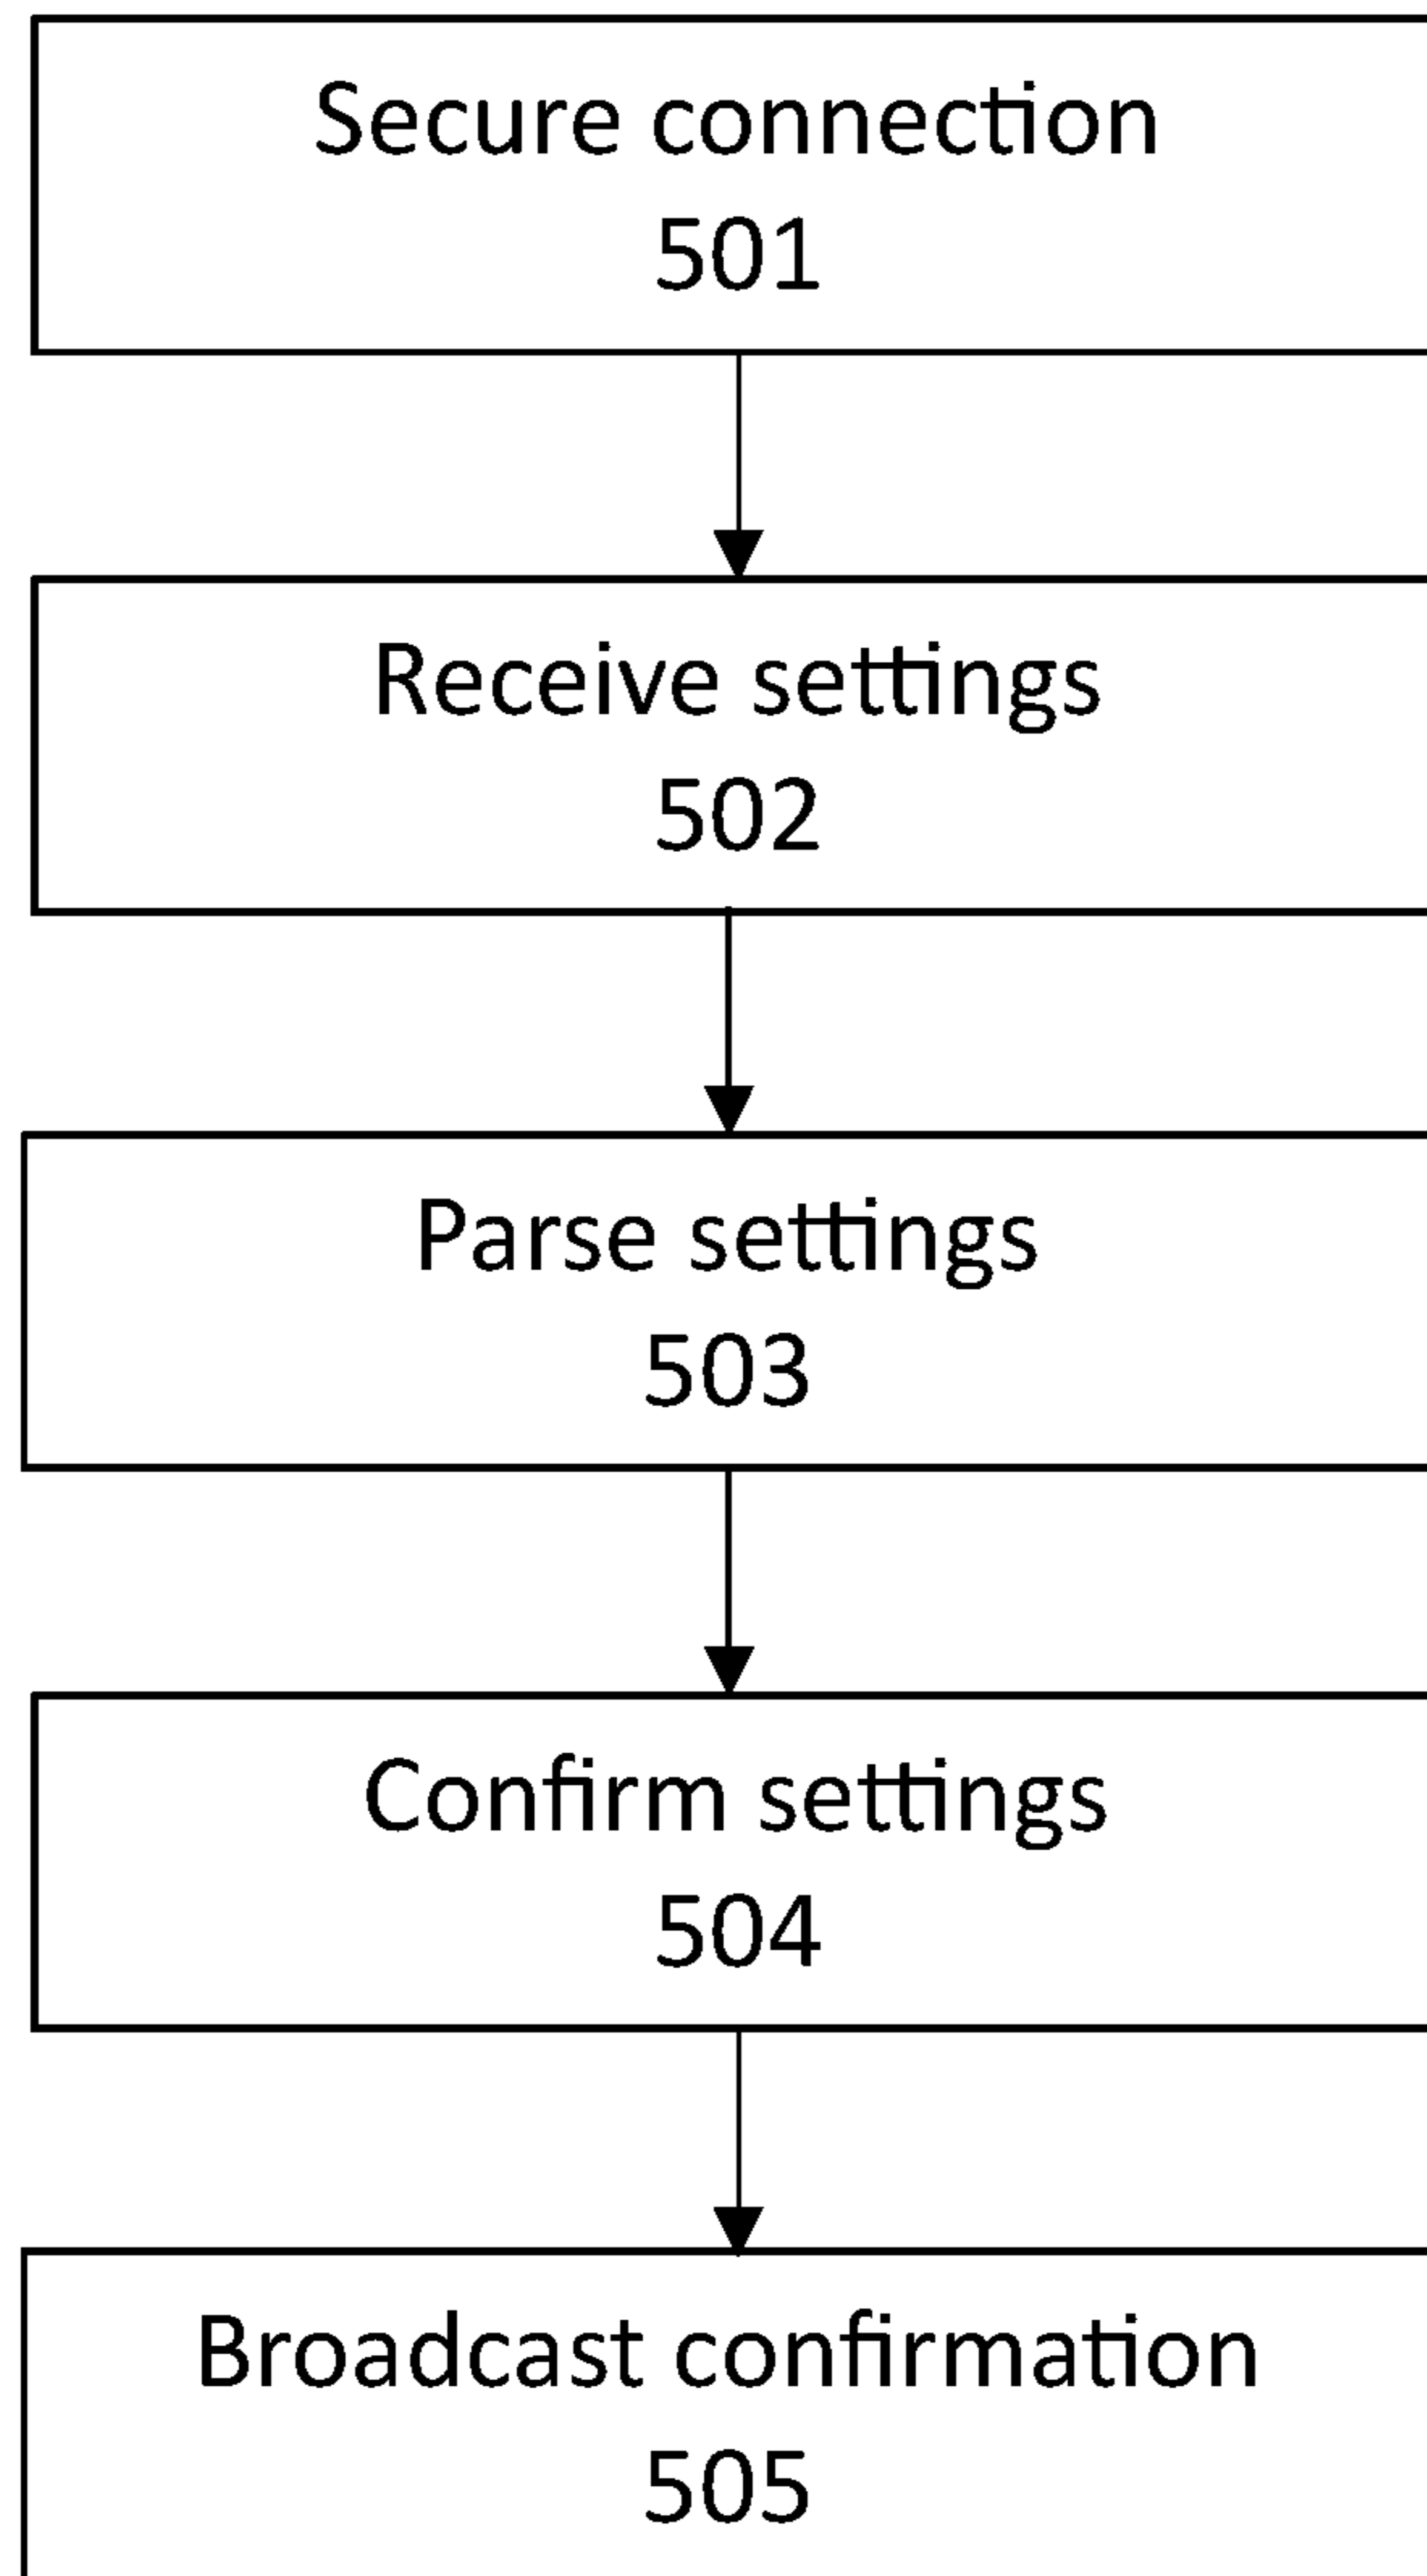 Secure connection
501
Receive settings
502
Parse settings
503
Confirm settings
504
Broadcast confirmation
505